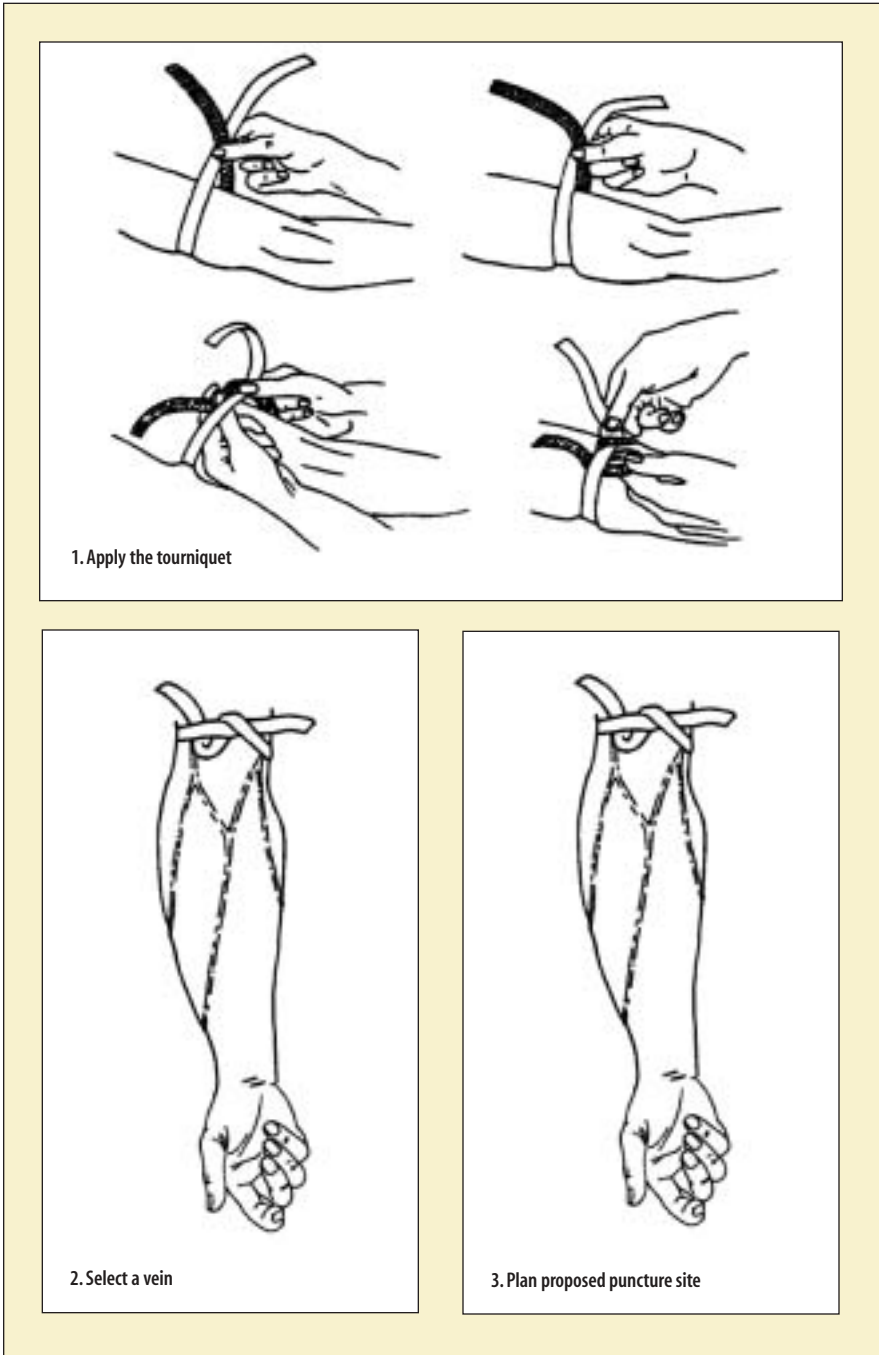 1. Apply the tourniquet
2. Select a vein
3. Plan proposed puncture site